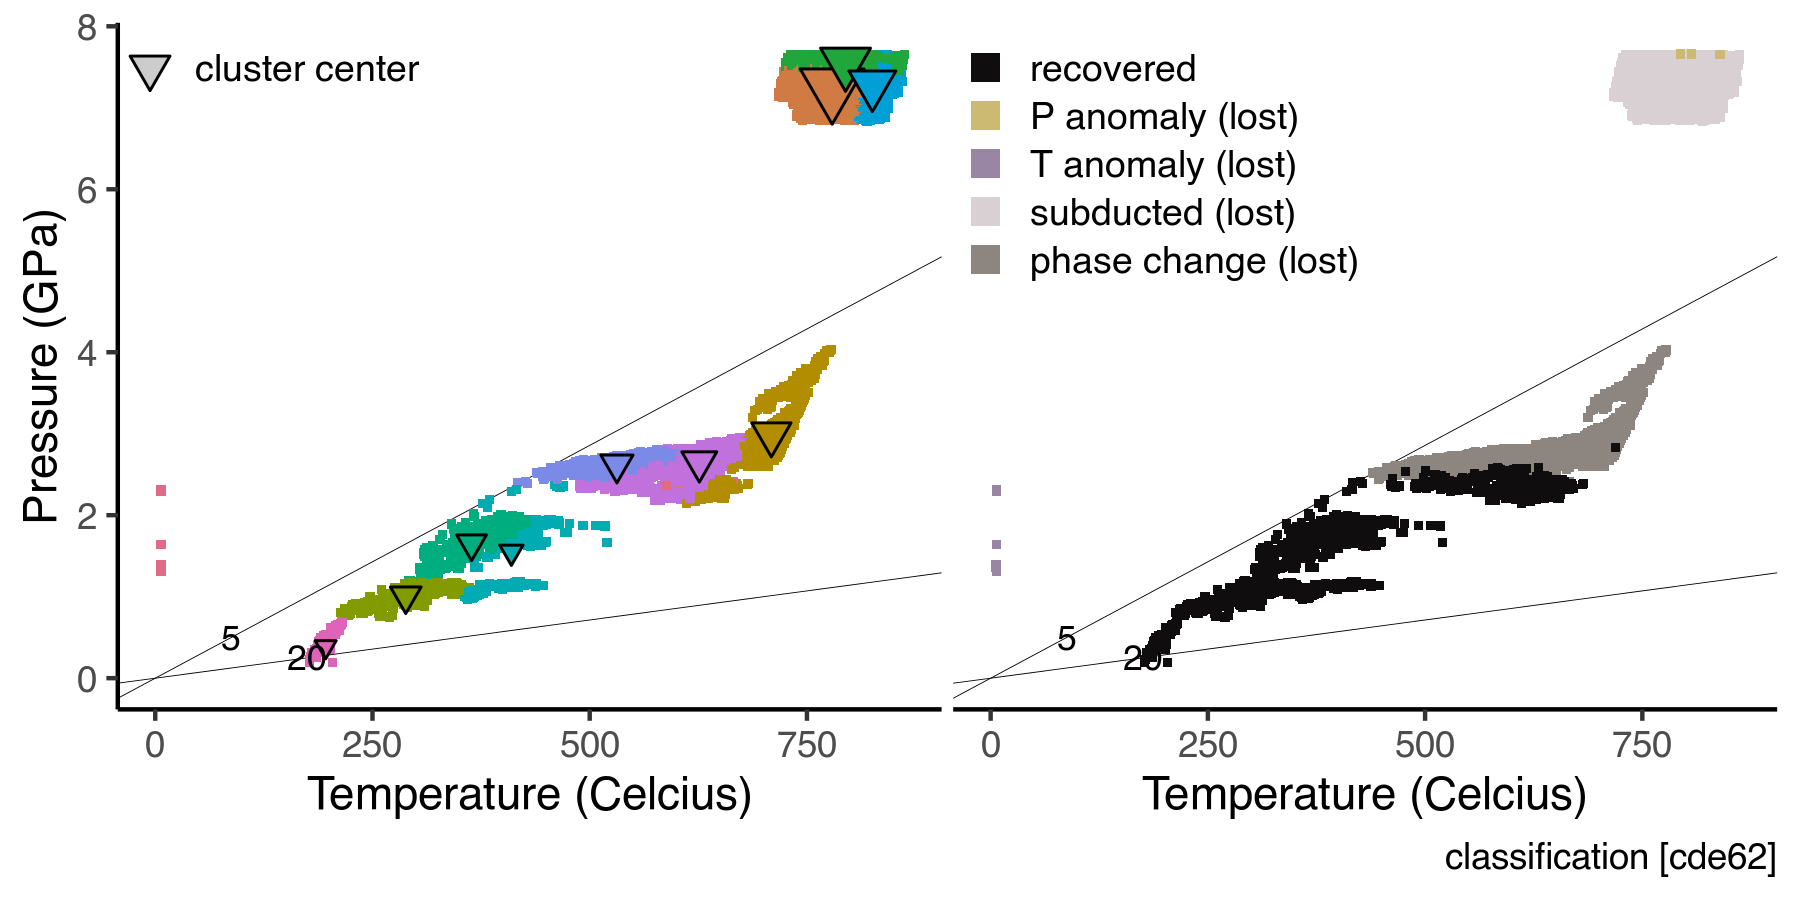 8
6
4
2
0
Pressure (GPa)
cluster center
5
20
0
250
500
750
Temperature (Celcius)
recovered
P anomaly (lost)
T anomaly (lost)
subducted (lost)
phase change (lost)
5
20
0
250
500
750
Temperature (Celcius)
classification [cde62]